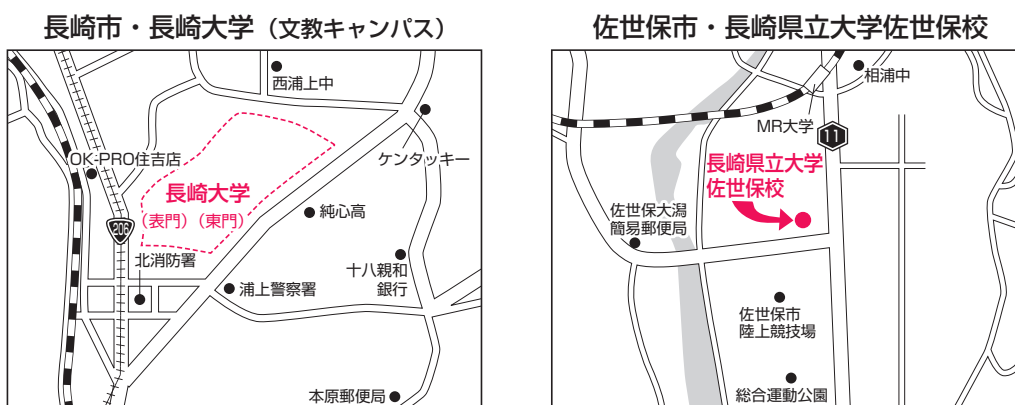 長崎市・長崎大学（文教キャンパス）
西浦上中
OK-PRO住吉店
ケンタッキー
長崎大学
（表門）（東門）
純心高
206
北消防署
十八親和
銀行
浦上警察署
本原郵便局
佐世保市・長崎県立大学佐世保校
相浦中
MR大学
11
長崎県立大学
佐世保校
佐世保大潟
簡易郵便局
佐世保市
陸上競技場
総合運動公園